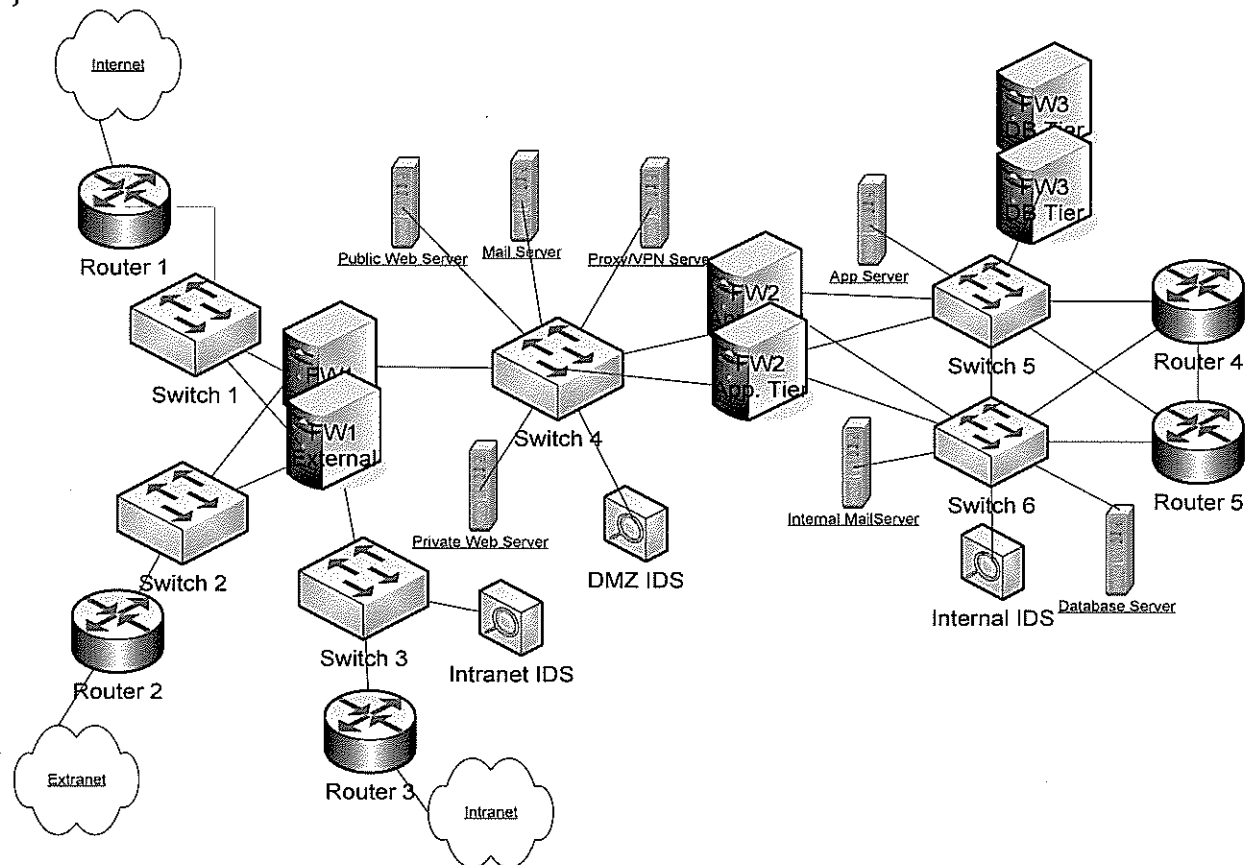 Internet
Router 1
Switch 1
Public Web Server
Mail Server
Proxy/VPN Serve
FW3
DB Tier
FW3
DB Tier
App Server
FW2
FW2
App. Tier
Switch 5
Router 4
FW1
FW1
External
Switch 4
Switch 2
Private Web Server
DMZ IDS
Internal MailServer
Switch 6
Router 5
Internal IDS
Database Server
Switch 3
Intranet IDS
Router 2
Extranet
Router 3
Intranet